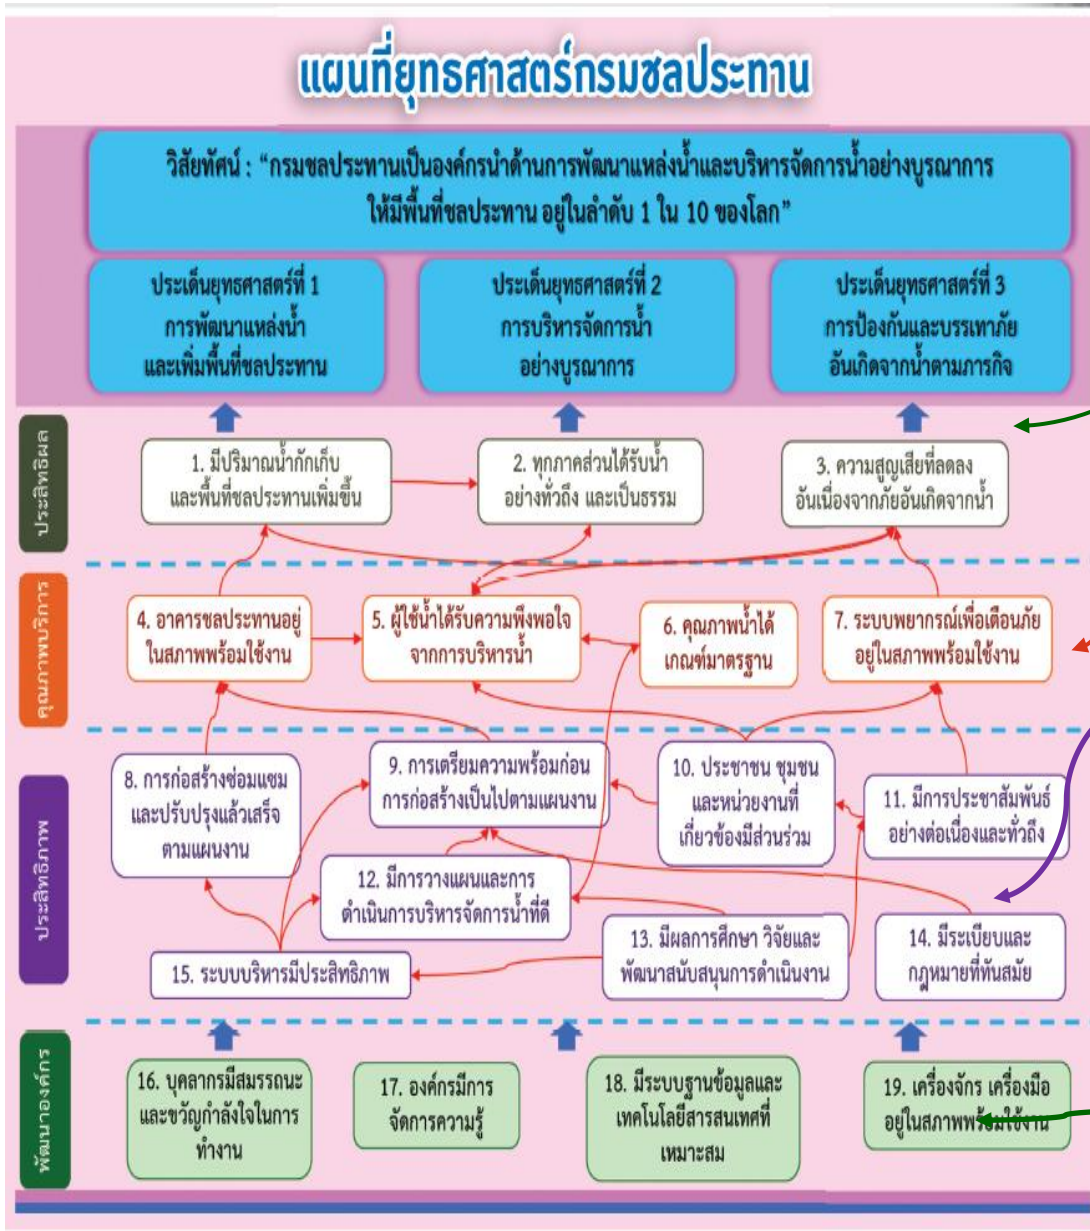 แผนที่ยุทธศาสตร์กรมชลประทาน
วิสัยทัศน์ : “กรมชลประทานเป็นองค์กรนำด้านการพัฒนาแหล่งน้ำและบริหารจัดการน้ำอย่างบูรณาการ
ให้มีพื้นที่ชลประทาน อยู่ในลำดับ 1 ใน 10 ของโลก”
ประเด็นยุทธศาสตร์ที่ 1
การพัฒนาแหล่งน้ำ
และเพิ่มพื้นที่ชลประทาน
ประเด็นยุทธศาสตร์ที่ 2
การบริหารจัดการน้ำ
อย่างบูรณาการ
ประเด็นยุทธศาสตร์ที่ 3
การป้องกันและบรรเทาภัย
อันเกิดจากน้ำตามภารกิจ
ประสิทธิผล
1. มีปริมาณน้ำกักเก็บ
และพื้นที่ชลประทานเพิ่มขึ้น
2. ทุกภาคส่วนได้รับน้ำ
อย่างทั่วถึง และเป็นธรรม
3. ความสูญเสียที่ลดลง
อันเนื่องจากภัยอันเกิดจากน้ำ
คุณภาพบริการ
4. อาคารชลประทานอยู่
ในสภาพพร้อมใช้งาน
5. ผู้ใช้น้ำได้รับความพึงพอใจ
จากการบริหารน้ำ
6. คุณภาพน้ำได้
เกณฑ์มาตรฐาน
7. ระบบพยากรณ์เพื่อเตือนภัย
อยู่ในสภาพพร้อมใช้งาน
ประสิทธิภาพ
8. การก่อสร้างซ่อมแซม
และปรับปรุงแล้วเสร็จ
ตามแผนงาน
9. การเตรียมความพร้อมก่อน
การก่อสร้างเป็นไปตามแผนงาน
10. ประชาชน ชุมชน
และหน่วยงานที่
เกี่ยวข้องมีส่วนร่วม
11. มีการประชาสัมพันธ์
อย่างต่อเนื่องและทั่วถึง
12. มีการวางแผนและการ
ดำเนินการบริหารจัดการน้ำที่ดี
13. มีผลการศึกษา วิจัยและ
พัฒนาสนับสนุนการดำเนินงาน
14. มีระเบียบและ
กฎหมายที่ทันสมัย
15. ระบบบริหารมีประสิทธิภาพ
พัฒนาองค์กร
16. บุคลากรมีสมรรถนะ
และขวัญกำลังใจในการ
ทำงาน
17. องค์กรมีการ
จัดการความรู้
18. มีระบบฐานข้อมูลและ
เทคโนโลยีสารสนเทศที่
เหมาะสม
19. เครื่องจักร เครื่องมือ
อยู่ในสภาพพร้อมใช้งาน